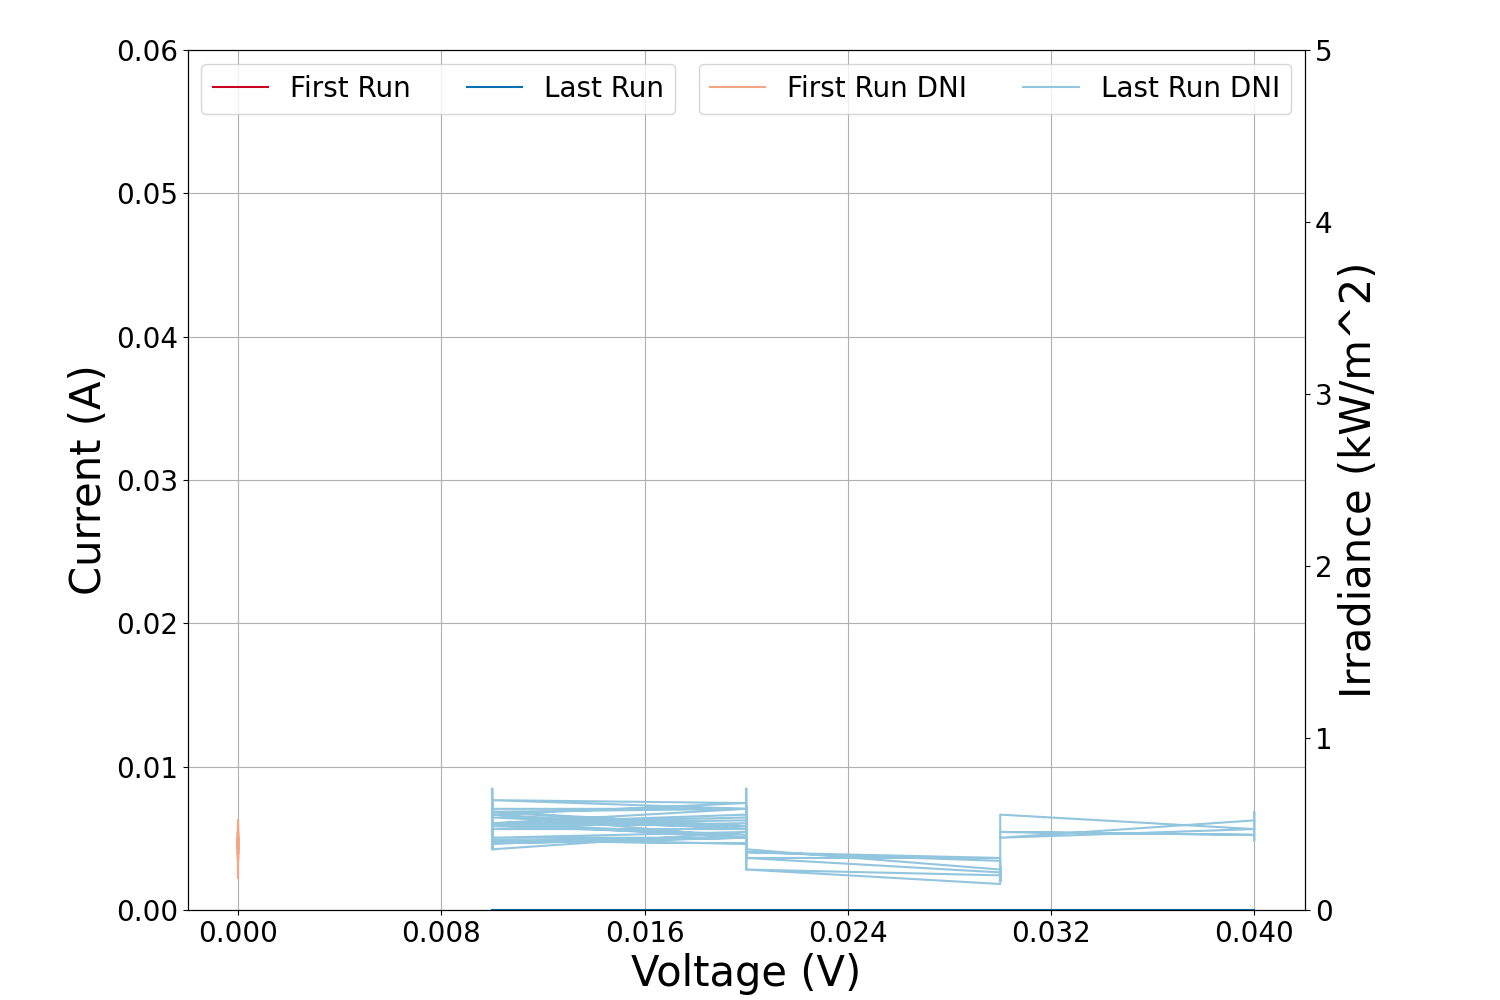 First Run
Last Run
First Run DNI
Last Run DNI
0.06
0.05
0.04
0.03
0.02
0.01
0.00
Current (A)
5
4
3
2
1
0
Irradiance (kW/m^2)
0.000
0.008
0.016
0.024
0.032
0.040
Voltage (V)